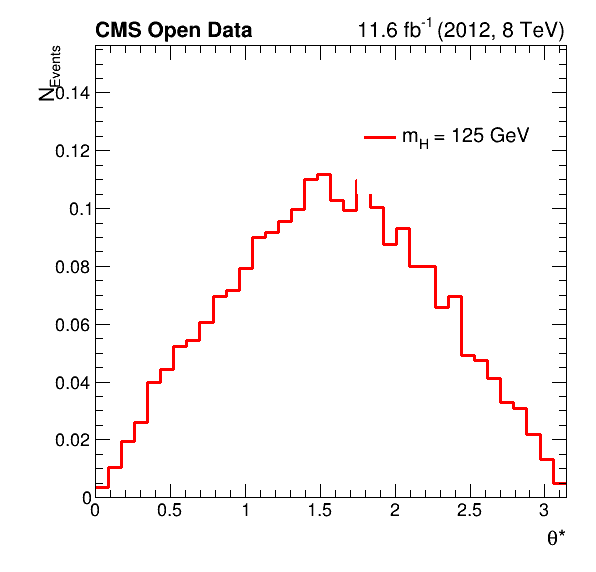 CMS Open Data 11.6 fb⁻¹ (2012, 8 TeV)
N_Events
0.14
m_H = 125 GeV
0.12
0.1
0.08
0.06
0.04
0.02
0
0 0.5 1 1.5 2 2.5 3
θ*